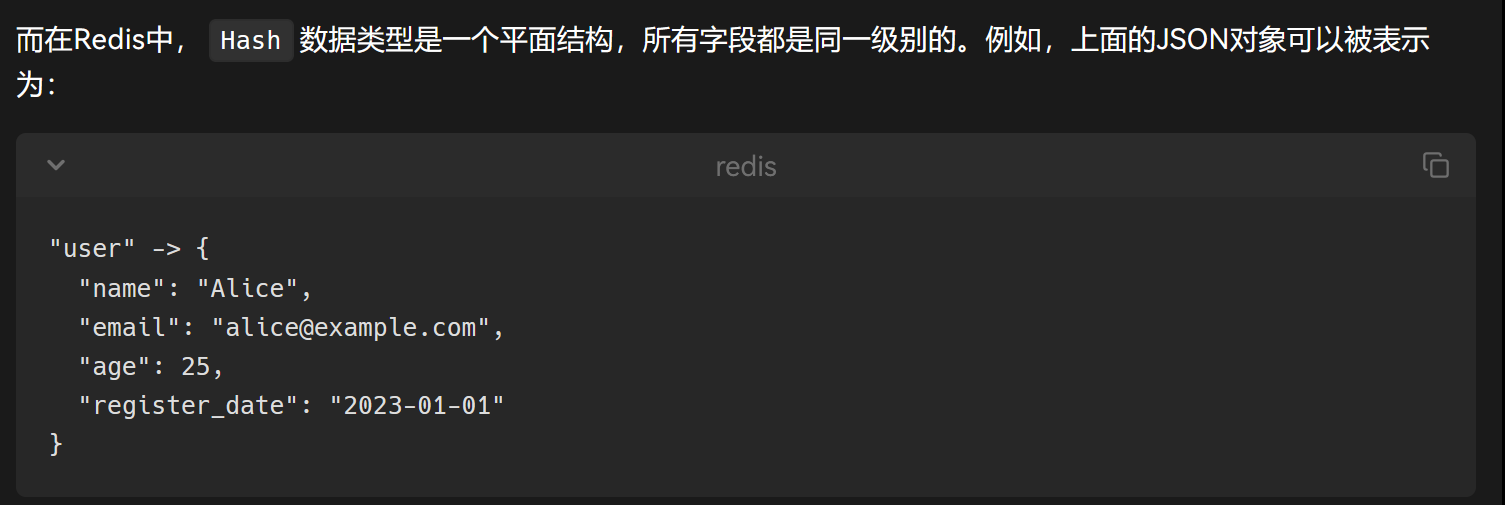 而在Redis中， Hash 数据类型是一个平面结构，所有字段都是同一级别的。例如，上面的JSON对象可以被表示
为：
redis
"user" -> {
  "name": "Alice",
  "email": "alice@example.com",
  "age": 25,
  "register_date": "2023-01-01"
}